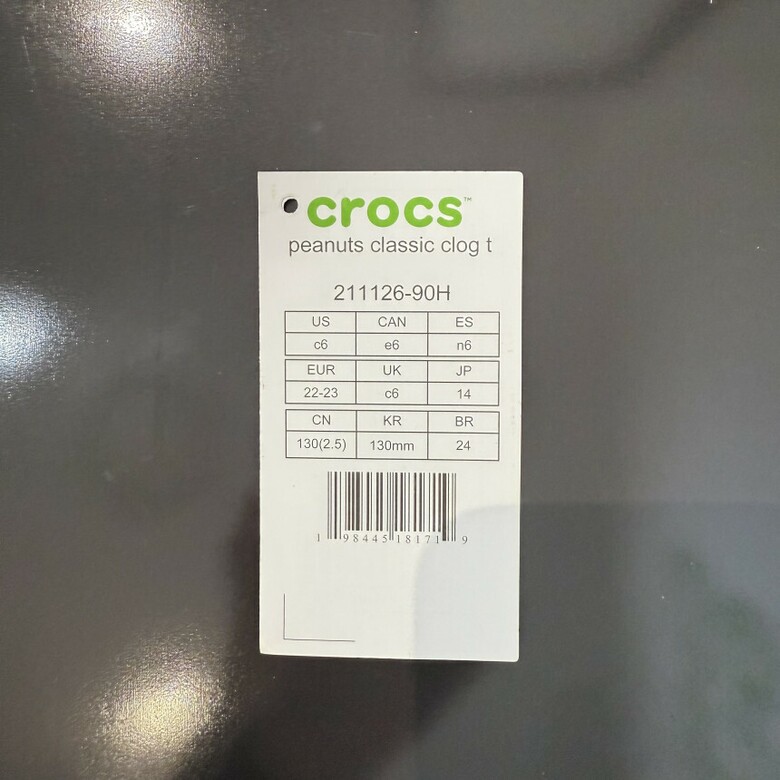 crocs™
peanuts classic clog t
211126-90H
US CAN ES
c6 e6 n6
EUR UK JP
22-23 c6 14
CN KR BR
130(2.5) 130mm 24
1 98445 18171 9